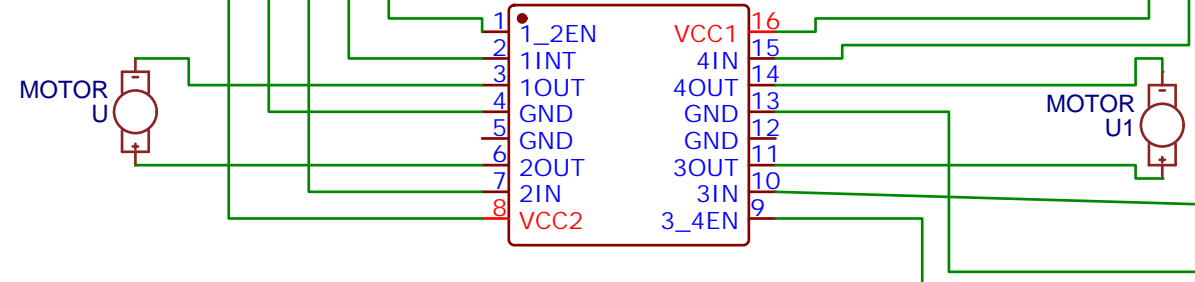 1
1_2EN
2
1INT
3
1OUT
4
GND
5
GND
6
2OUT
7
2IN
8
VCC2
16
VCC1
15
4IN
14
4OUT
13
GND
12
GND
11
3OUT
10
3IN
9
3_4EN
MOTOR
U
-
+
MOTOR
U1
-
+